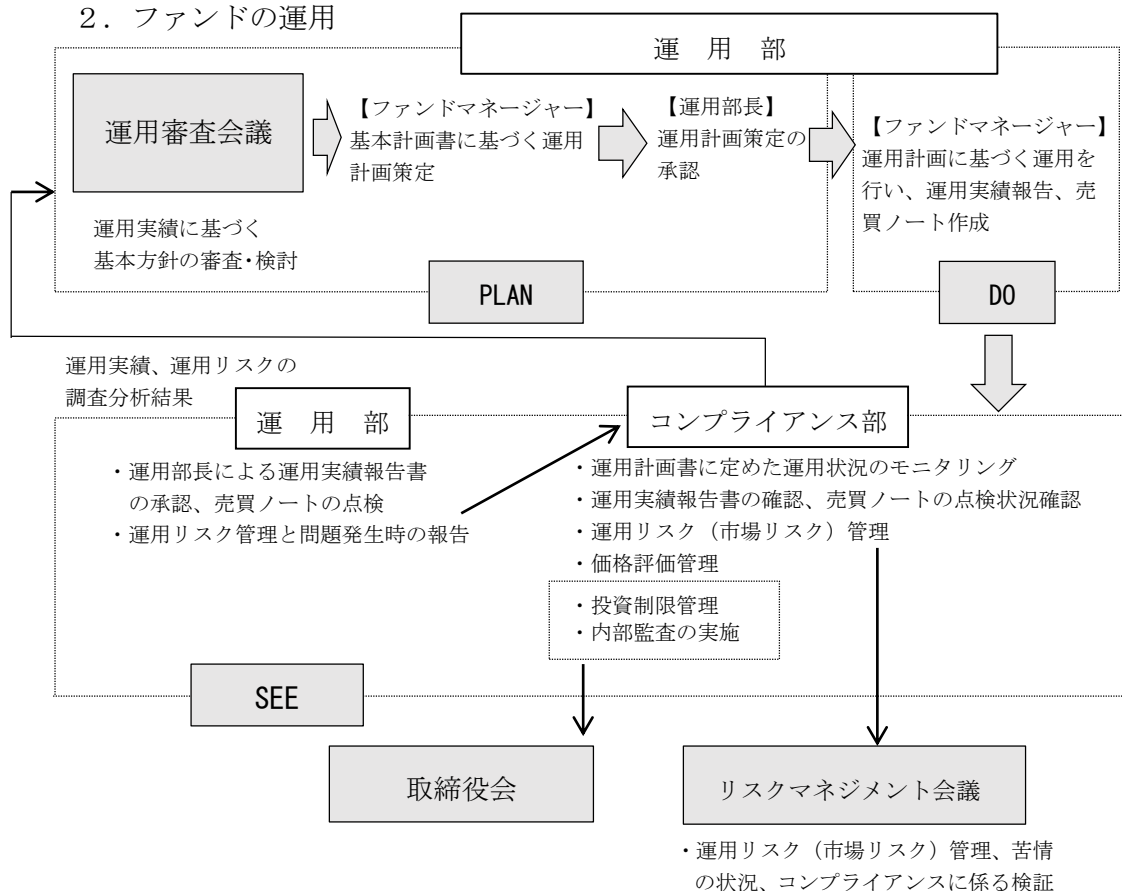 ２．ファンドの運用
運　用　部
運用審査会議
【ファンドマネージャー】
基本計画書に基づく運用
計画策定
【運用部長】
運用計画策定の
承認
【ファンドマネージャー】
運用計画に基づく運用を
行い、運用実績報告、売
買ノート作成
運用実績に基づく
基本方針の審査・検討
PLAN
DO
運用実績、運用リスクの
調査分析結果
運　用　部
コンプライアンス部
・運用部長による運用実績報告書
の承認、売買ノートの点検
・運用リスク管理と問題発生時の報告
・運用計画書に定めた運用状況のモニタリング
・運用実績報告書の確認、売買ノートの点検状況確認
・運用リスク（市場リスク）管理
・価格評価管理
・投資制限管理
・内部監査の実施
SEE
取締役会
リスクマネジメント会議
・運用リスク（市場リスク）管理、苦情
の状況、コンプライアンスに係る検証